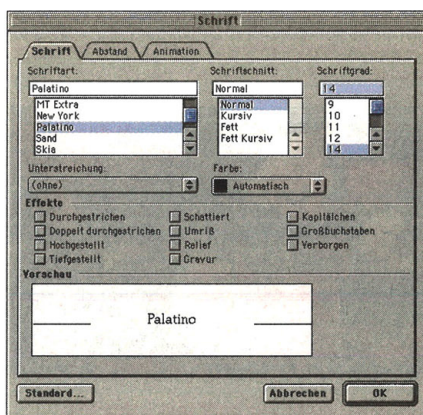 Schrift
Schrift Abstand Animation
Schriftart: Schriftschnitt: Schriftgrad:
Palatino Normal 14
MT Extra Normal 9
New York Kursiv 10
Palatino Fett 11
Sand Fett Kursiv 12
Skia 14
Unterstreichung: Farbe:
(ohne) Automatisch
Effekte
Durchgestrichen Schattiert Kapitälchen
Doppelt durchgestrichen Umriß Großbuchstaben
Hochgestellt Relief Verborgen
Tiefgestellt Gravur
Vorschau
Palatino
Standard... Abbrechen OK